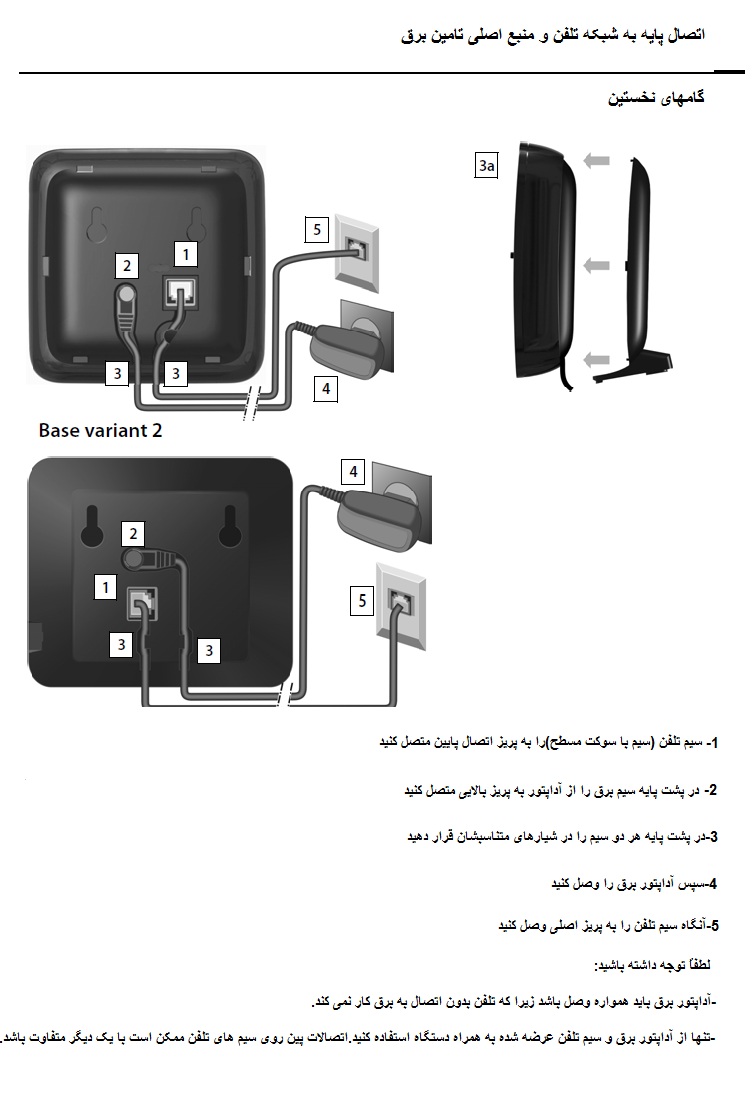 اتصال پایه به شبکه تلفن و منبع اصلی تامین برق
گامهای نخستین
3a
5
1
2
3
3
4
Base variant 2
4
2
1
5
3
3
1- سیم تلفن (سیم با سوکت مسطح)را به پریز اتصال پایین متصل کنید
2- در پشت پایه سیم برق را از آداپتور به پریز بالایی متصل کنید
3-در پشت پایه هر دو سیم را در شیارهای متناسبشان قرار دهید
4-سپس آداپتور برق را وصل کنید
5-آنگاه سیم تلفن را به پریز اصلی وصل کنید
لطفاً توجه داشته باشید:
-آداپتور برق باید همواره وصل باشد زیرا که تلفن بدون اتصال به برق کار نمی کند.
-تنها از آداپتور برق و سیم تلفن عرضه شده به همراه دستگاه استفاده کنید.اتصالات پین روی سیم های تلفن ممکن است با یک دیگر متفاوت باشد.